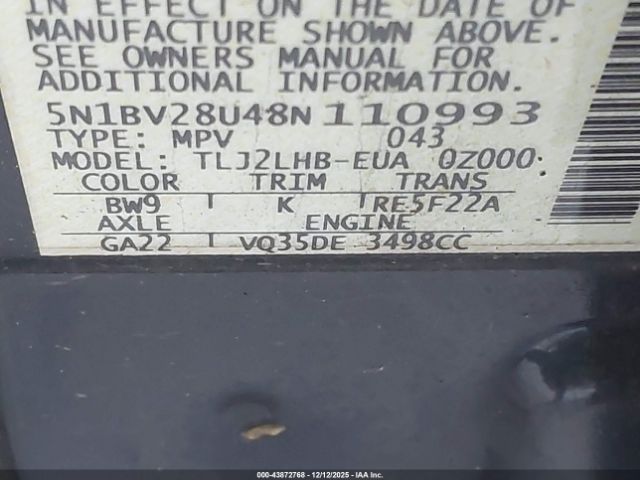 IN EFFECT ON THE DATE OF
MANUFACTURE SHOWN ABOVE.
SEE OWNERS MANUAL FOR
ADDITIONAL INFORMATION.
5N1BV28U48N110993
TYPE: MPV 043
MODEL: TLJ2LHB-EUA 0Z000
COLOR TRIM TRANS
BW9 K RE5F22A
AXLE ENGINE
GA22 VQ35DE 3498CC
000-43872768 - 12/12/2025 - IAA Inc.